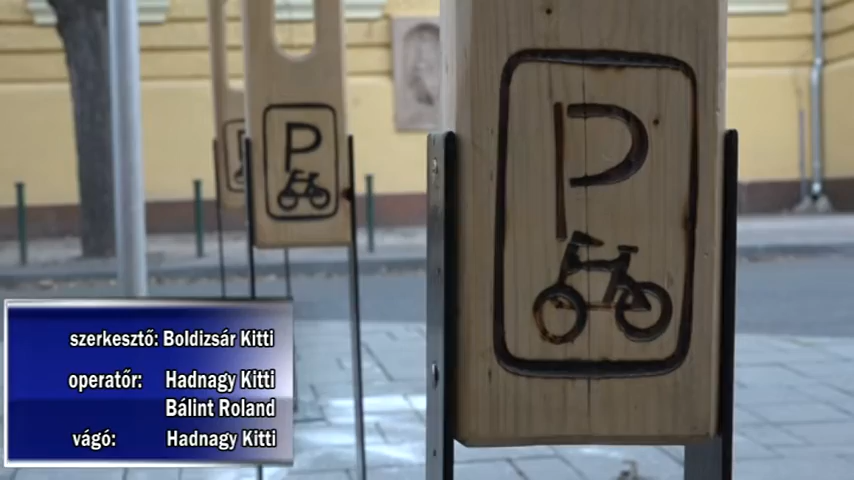 P
P
szerkesztő: Boldizsár Kitti
operatőr: Hadnagy Kitti
Bálint Roland
vágó: Hadnagy Kitti